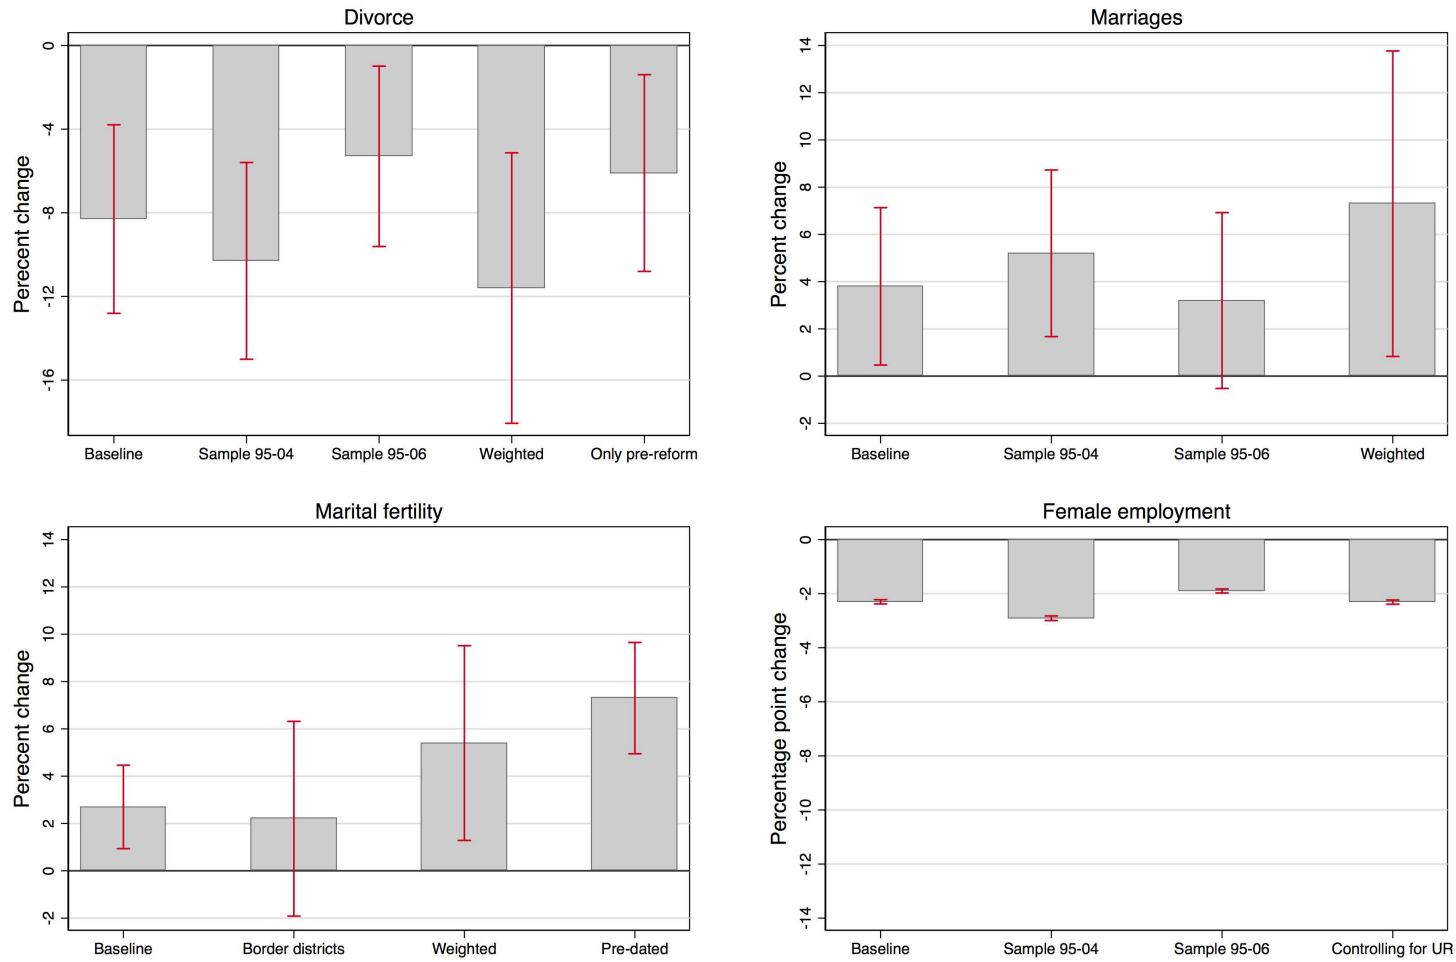 Divorce
Perecent change
0
-4
-8
-12
-16
Baseline
Sample 95-04
Sample 95-06
Weighted
Only pre-reform
Marriages
Percent change
14
12
10
8
6
4
2
0
-2
Baseline
Sample 95-04
Sample 95-06
Weighted
Marital fertility
Perecent change
14
12
10
8
6
4
2
0
-2
Baseline
Border districts
Weighted
Pre-dated
Female employment
Percentage point change
0
-2
-4
-6
-8
-10
-12
-14
Baseline
Sample 95-04
Sample 95-06
Controlling for UR